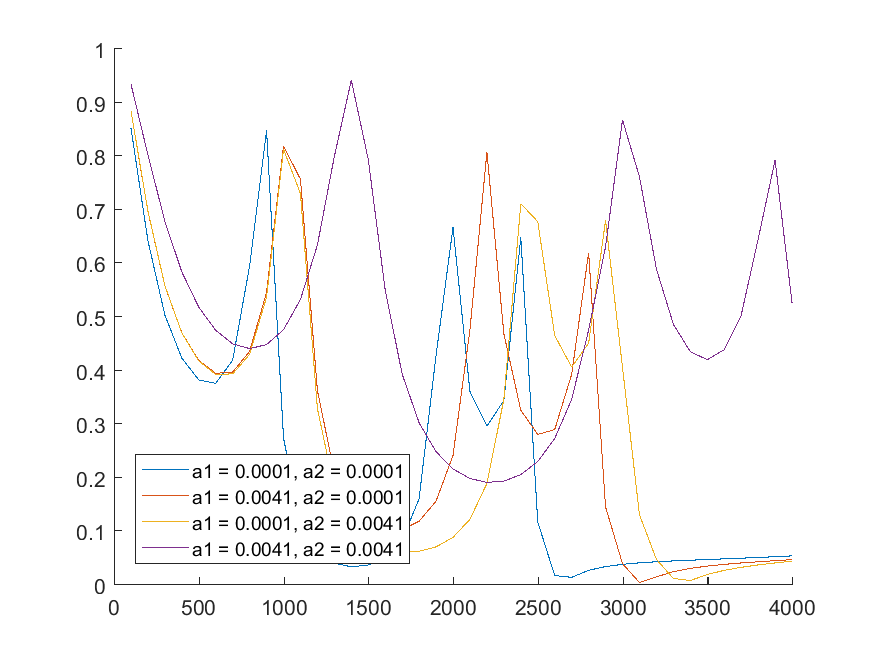 1
0.9
0.8
0.7
0.6
0.5
0.4
0.3
0.2
0.1
0
a1 = 0.0001, a2 = 0.0001
a1 = 0.0041, a2 = 0.0001
a1 = 0.0001, a2 = 0.0041
a1 = 0.0041, a2 = 0.0041
0 500 1000 1500 2000 2500 3000 3500 4000